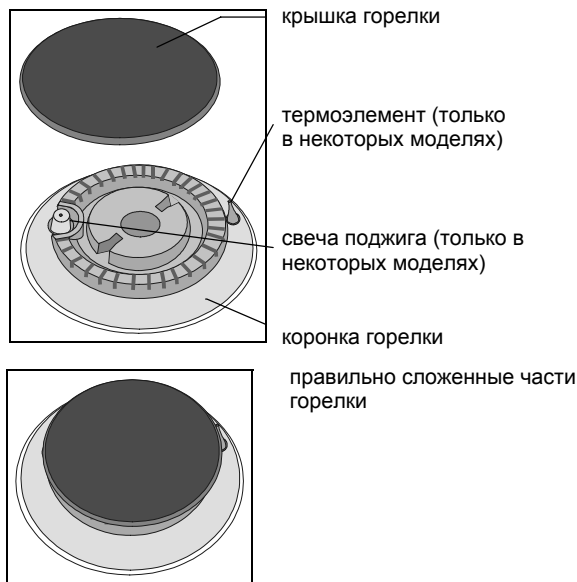 крышка горелки
термоэлемент (только
в некоторых моделях)
свеча поджига (только в
некоторых моделях)
коронка горелки
правильно сложенные части
горелки